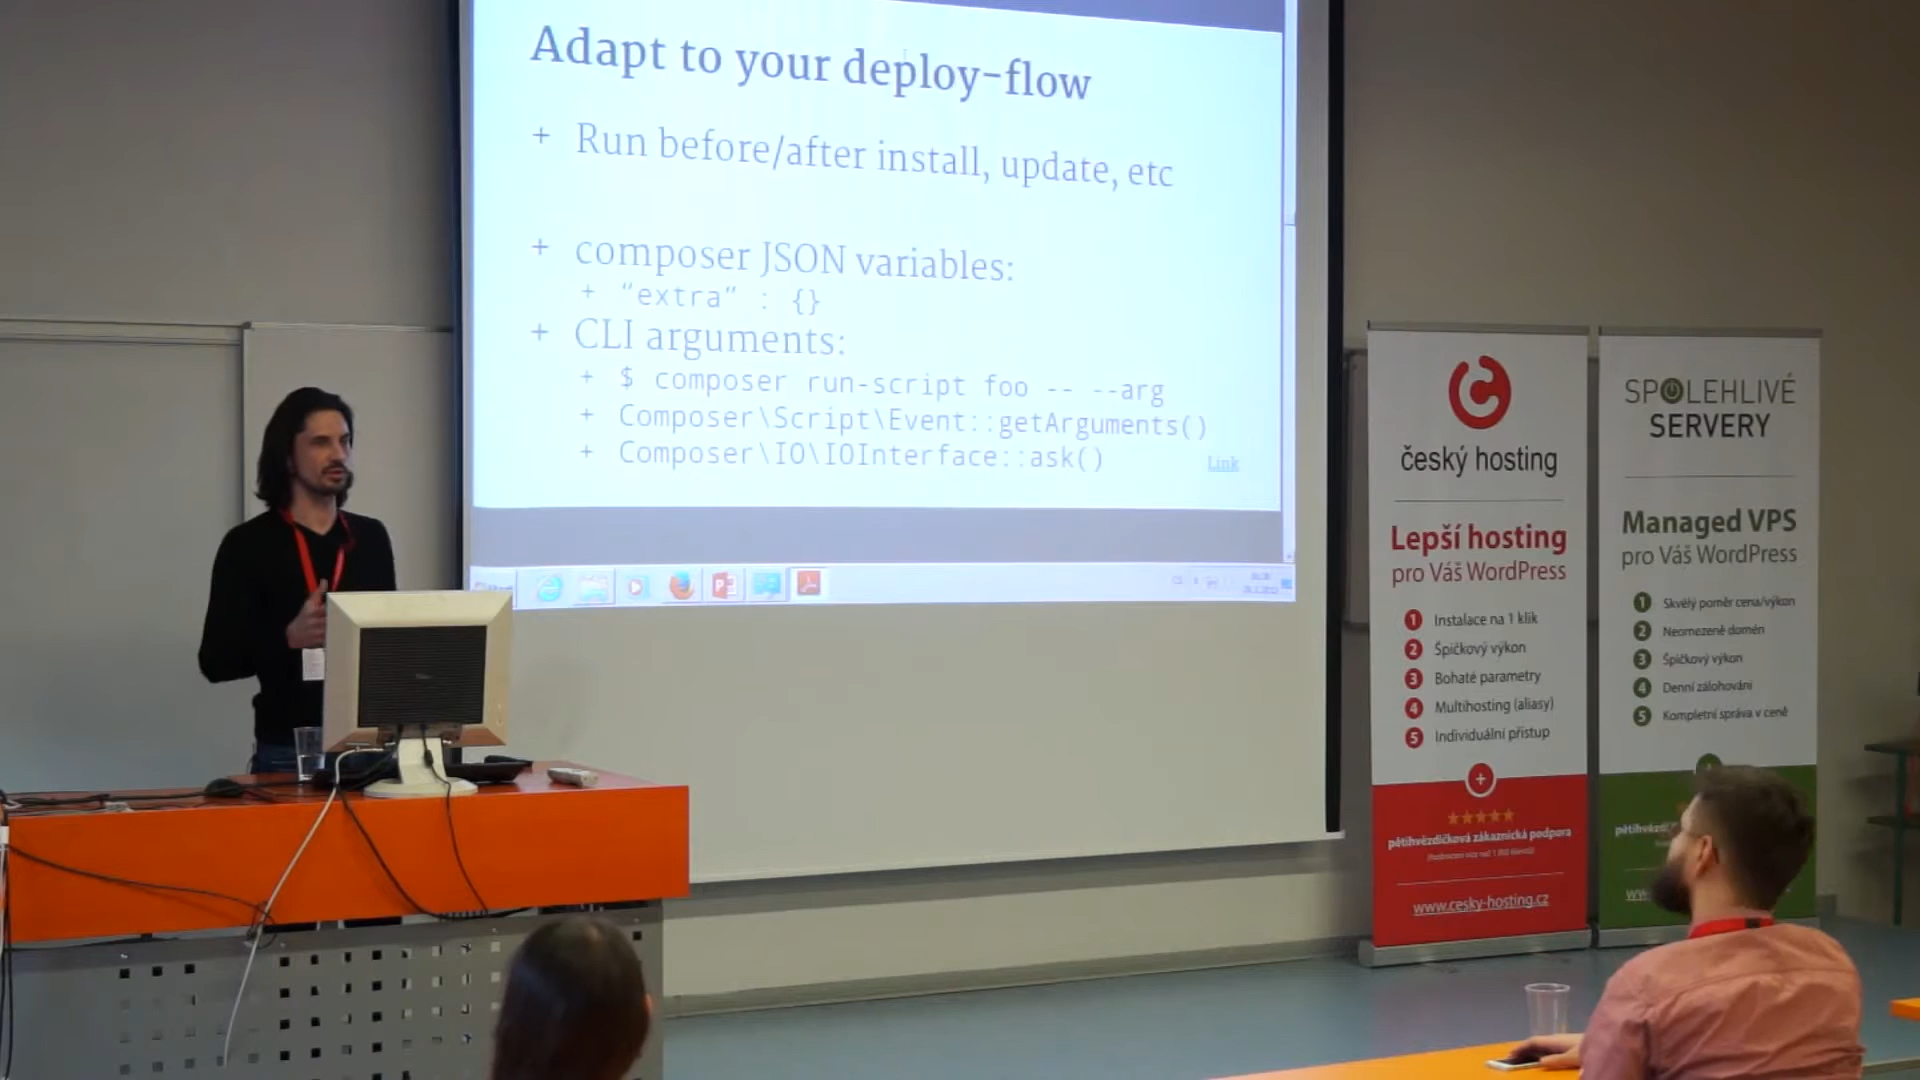 Adapt to your deploy-flow
+ Run before/after install, update, etc
+ composer JSON variables:
+ “extra” : {}
+ CLI arguments:
+ $ composer run-script foo -- --arg
+ Composer\Script\Event::getArguments()
+ Composer\IO\IOInterface::ask()
Link
český hosting
Lepší hosting
pro Váš WordPress
1 Instalace na 1 klik
2 Špičkový výkon
3 Bohaté parametry
4 Multihosting (aliasy)
5 Individuální přístup
pětihvězdičková zákaznická podpora
www.cesky-hosting.cz
SPOLEHLIVÉ
SERVERY
Managed VPS
pro Váš WordPress
1 Skvělý poměr cena/výkon
2 Neomezeně domén
3 Špičkový výkon
4 Denní zálohování
5 Kompletní správa v ceně